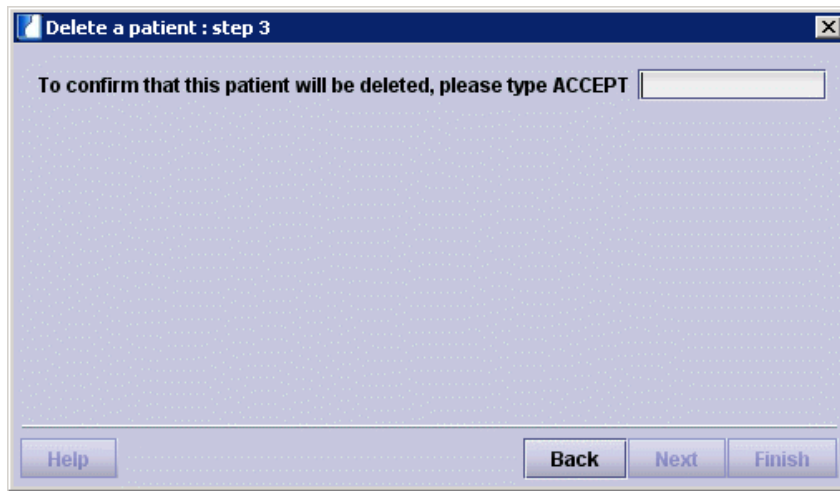 Delete a patient : step 3
To confirm that this patient will be deleted, please type ACCEPT
Help Back Next Finish